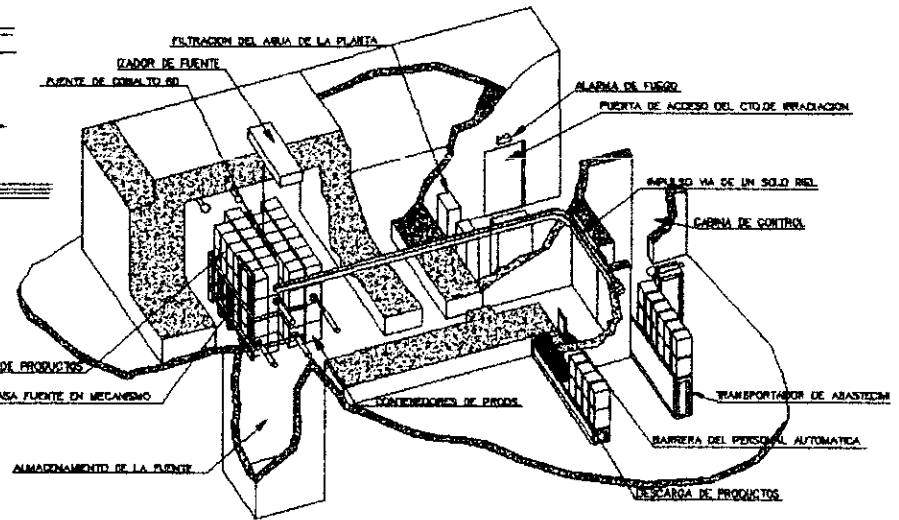 FILTRACION DEL AGUA DE LA PLANTA
IZADOR DE FUENTE
FUENTE DE COBALTO 60
ALARMA DE FUEGO
PUERTA DE ACCESO DEL CTO.DE IRRADIACION
IMPULSO VIA DE UN SOLO RIEL
CABINA DE CONTROL
DE PRODUCTOS
ASA FUENTE EN MECANISMO
CONTENEDORES DE PRODS
TRANSPORTADOR DE ABASTECIMI
BARRERA DEL PERSONAL AUTOMATICA
ALMACENAMIENTO DE LA FUENTE
DESCARGA DE PRODUCTOS